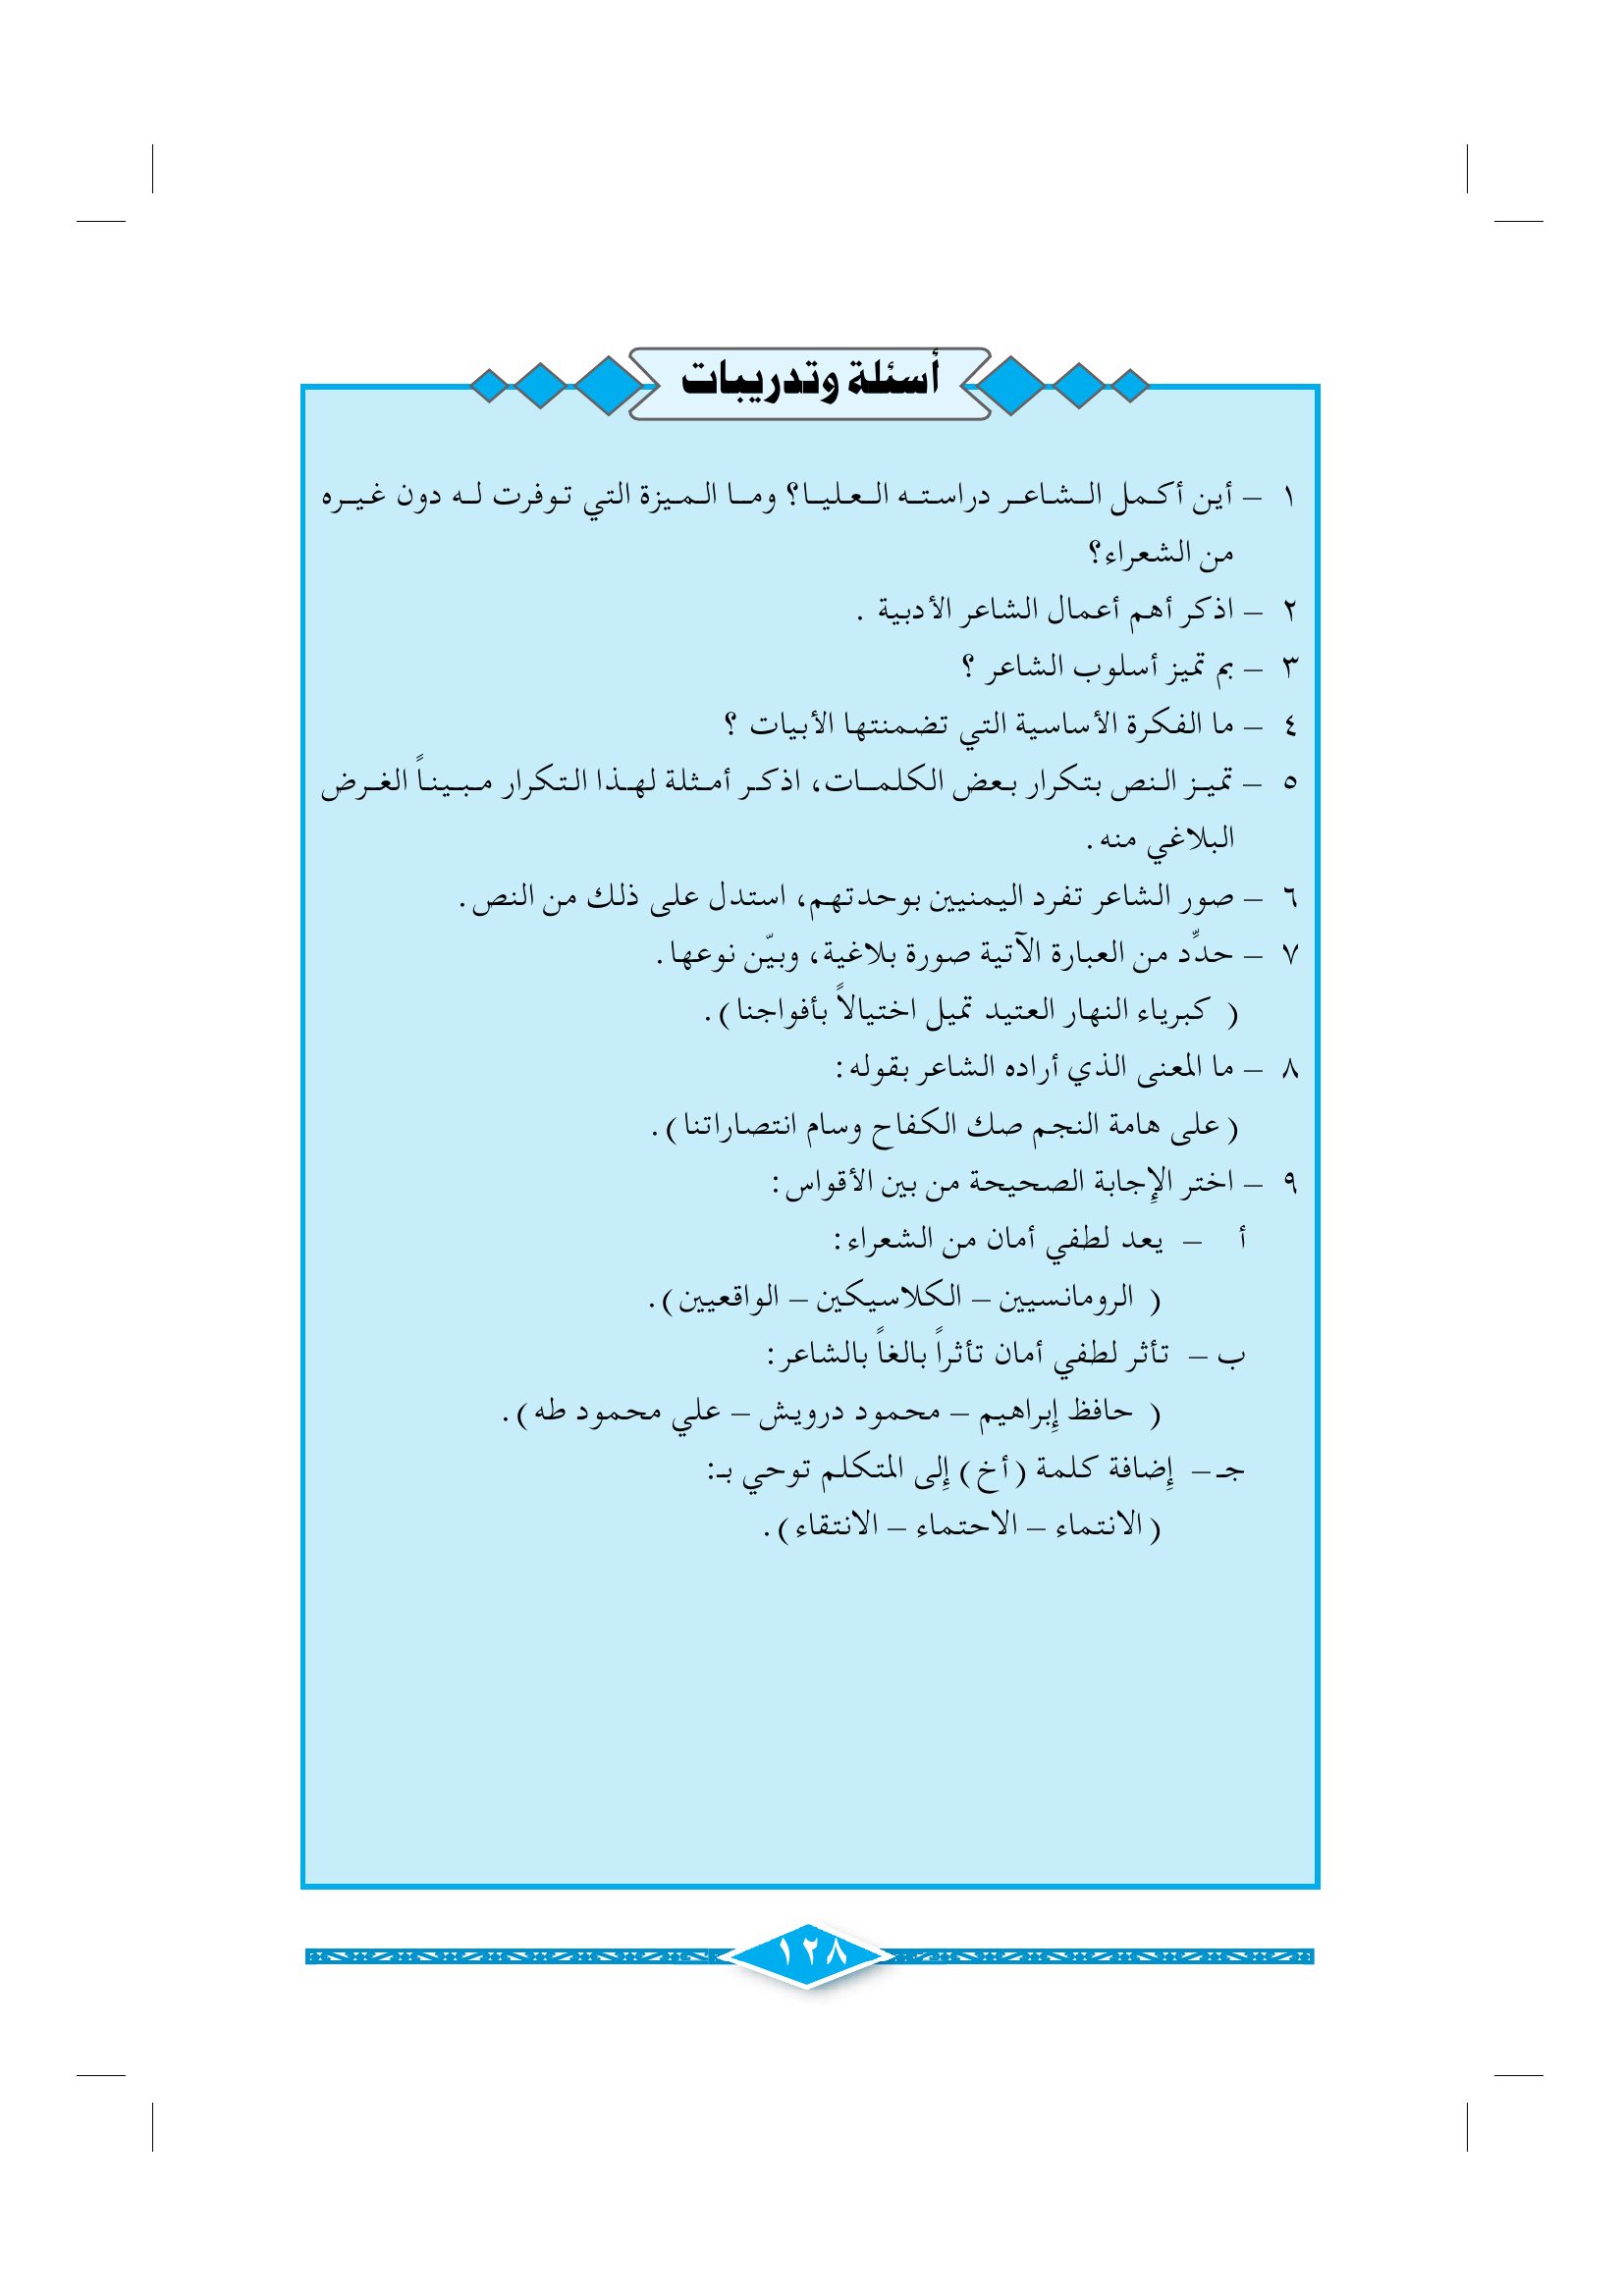 أسئلة وتدريبات
١ – أين أكمل الشاعر دراسته العليا؟ وما الميزة التي توفرت له دون غيره
من الشعراء؟
٢ – اذكر أهم أعمال الشاعر الأدبية .
٣ – بم تميز أسلوب الشاعر ؟
٤ – ما الفكرة الأساسية التي تضمنتها الأبيات ؟
٥ – تميز النص بتكرار بعض الكلمات، اذكر أمثلة لهذا التكرار مبيناً الغرض
البلاغي منه.
٦ – صور الشاعر تفرد اليمنيين بوحدتهم، استدل على ذلك من النص.
٧ – حدِّد من العبارة الآتية صورة بلاغية، وبيّن نوعها.
( كبرياء النهار العتيد تميل اختيالاً بأفواجنا).
٨ – ما المعنى الذي أراده الشاعر بقوله:
(على هامة النجم صك الكفاح وسام انتصاراتنا).
٩ – اختر الإِجابة الصحيحة من بين الأقواس:
أ – يعد لطفي أمان من الشعراء:
( الرومانسيين – الكلاسيكين – الواقعيين).
ب – تأثر لطفي أمان تأثراً بالغاً بالشاعر:
( حافظ إِبراهيم – محمود درويش – علي محمود طه).
جـ – إِضافة كلمة (أخ) إِلى المتكلم توحي بـ:
(الانتماء – الاحتماء – الانتقاء).
١٢٨